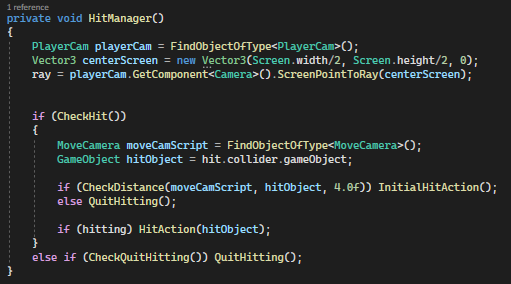 1 reference
private void HitManager()
{
PlayerCam playerCam = FindObjectOfType<PlayerCam>();
Vector3 centerScreen = new Vector3(Screen.width/2, Screen.height/2, 0);
ray = playerCam.GetComponent<Camera>().ScreenPointToRay(centerScreen);
if (CheckHit())
{
MoveCamera moveCamScript = FindObjectOfType<MoveCamera>();
GameObject hitObject = hit.collider.gameObject;
if (CheckDistance(moveCamScript, hitObject, 4.0f)) InitialHitAction();
else QuitHitting();
if (hitting) HitAction(hitObject);
}
else if (CheckQuitHitting()) QuitHitting();
}